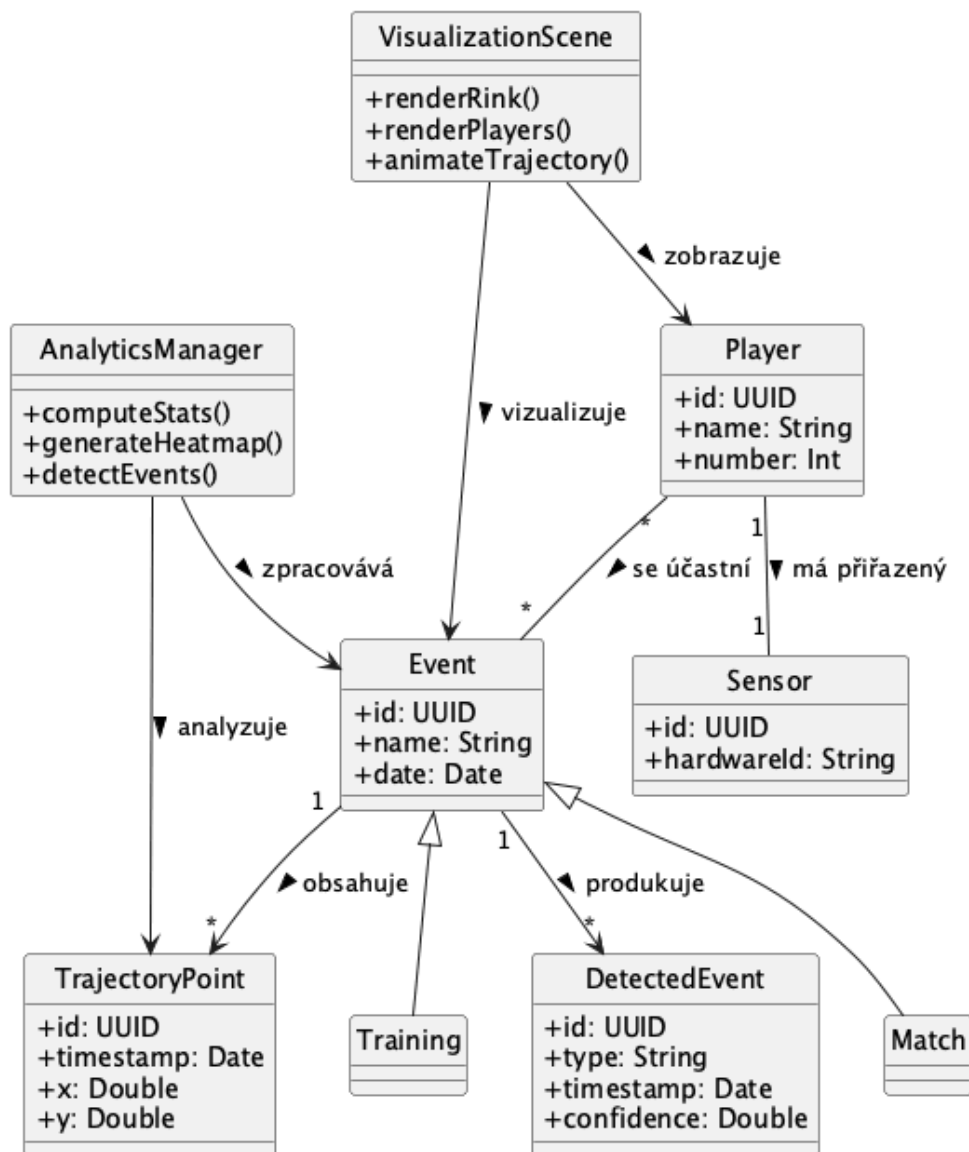 VisualizationScene
+renderRink()
+renderPlayers()
+animateTrajectory()
zobrazuje
AnalyticsManager
+computeStats()
+generateHeatmap()
+detectEvents()
vizualizuje
Player
+id: UUID
+name: String
+number: Int
zpracovává
*
se účastní
*
1
má přiřazený
1
Event
+id: UUID
+name: String
+date: Date
Sensor
+id: UUID
+hardwareId: String
analyzuje
1
obsahuje
*
1
produkuje
*
TrajectoryPoint
+id: UUID
+timestamp: Date
+x: Double
+y: Double
Training
DetectedEvent
+id: UUID
+type: String
+timestamp: Date
+confidence: Double
Match